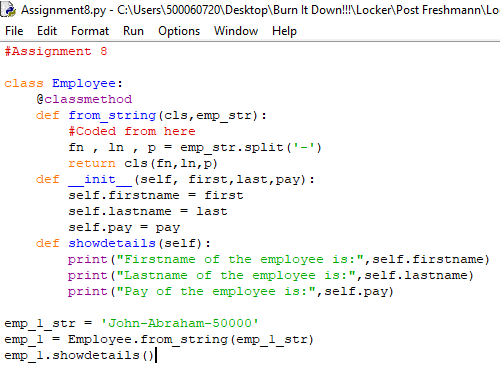 Assignment8.py - C:\Users\500060720\Desktop\Burn It Down!!!\Locker\Post Freshmann\Lo
File Edit Format Run Options Window Help
#Assignment 8
class Employee:
    @classmethod
    def from_string(cls,emp_str):
        #Coded from here
        fn , ln , p = emp_str.split('-')
        return cls(fn,ln,p)
    def __init__(self, first,last,pay):
        self.firstname = first
        self.lastname = last
        self.pay = pay
    def showdetails(self):
        print("Firstname of the employee is:",self.firstname)
        print("Lastname of the employee is:",self.lastname)
        print("Pay of the employee is:",self.pay)
emp_1_str = 'John-Abraham-50000'
emp_1 = Employee.from_string(emp_1_str)
emp_1.showdetails()